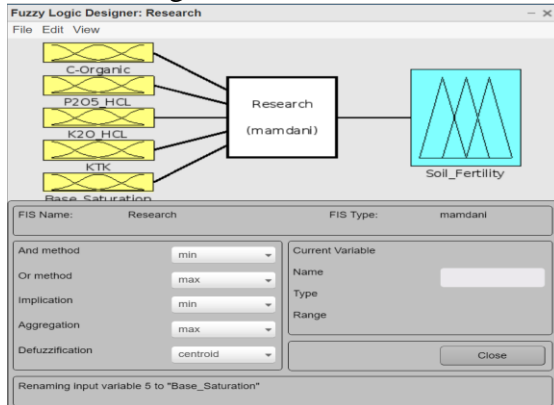 Fuzzy Logic Designer: Research
File Edit View
C-Organic
P2O5_HCL
K2O_HCL
KTK
Base_Saturation
Research
(mamdani)
Soil_Fertility
FIS Name: Research FIS Type: mamdani
And method min
Or method max
Implication min
Aggregation max
Defuzzification centroid
Current Variable
Name
Type
Range
Close
Renaming input variable 5 to "Base_Saturation"